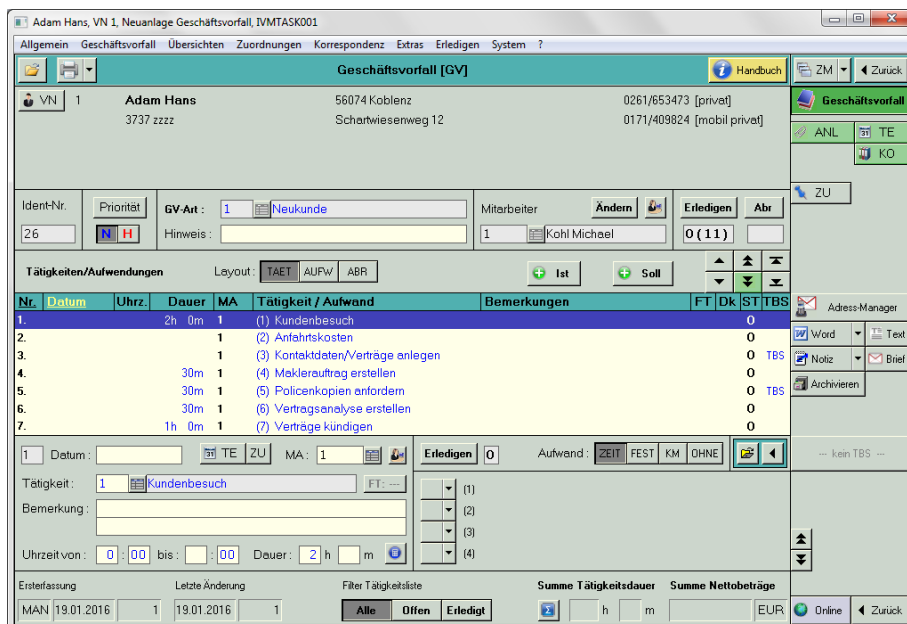 Adam Hans, VN 1, Neuanlage Geschäftsvorfall, IVMTASK001
Allgemein Geschäftsvorfall Übersichten Zuordnungen Korrespondenz Extras Erledigen System ?
Geschäftsvorfall [GV] Handbuch ZM Zurück
VN 1 Adam Hans 56074 Koblenz 0261/653473 [privat] Geschäftsvorfall
3737 zzzz Schartwiesenweg 12 0171/409824 [mobil privat]
ANL TE
KO
ZU
Ident-Nr. Priorität GV-Art : 1 Neukunde Mitarbeiter Ändern Erledigen Abr
26 N H Hinweis : 1 Kohl Michael 0 ( 11 )
Tätigkeiten/Aufwendungen Layout : TAET AUFW ABR Ist Soll
Nr. Datum Uhrz. Dauer MA Tätigkeit / Aufwand Bemerkungen FT Dk ST TBS
1. 2h 0m 1 (1) Kundenbesuch 0
2. 1 (2) Anfahrtskosten 0
3. 1 (3) Kontaktdaten/Verträge anlegen 0 TBS
4. 30m 1 (4) Maklerauftrag erstellen 0
5. 30m 1 (5) Policenkopien anfordern 0 TBS
6. 30m 1 (6) Vertragsanalyse erstellen 0
7. 1h 0m 1 (7) Verträge kündigen 0
Adress-Manager
Word Text
Notiz Brief
Archivieren
1 Datum : TE ZU MA : 1 Erledigen 0 Aufwand : ZEIT FEST KM OHNE --- kein TBS ---
Tätigkeit : 1 Kundenbesuch FT: --- (1)
Bemerkung : (2)
(3)
Uhrzeit von : 0 : 00 bis : : 00 Dauer : 2 h m (4)
Ersterfassung Letzte Änderung Filter Tätigkeitsliste Summe Tätigkeitsdauer Summe Nettobeträge
MAN 19.01.2016 1 19.01.2016 1 Alle Offen Erledigt Σ h m EUR Online Zurück